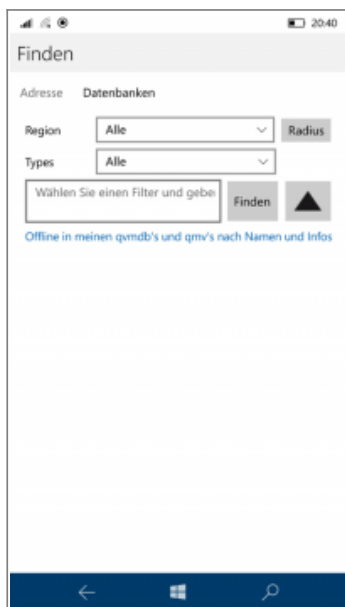 20:40
Finden
Adresse Datenbanken
Region Alle Radius
Types Alle
Wählen Sie einen Filter und geben Finden
Offline in meinen qvmdb's und qmv's nach Namen und Infos